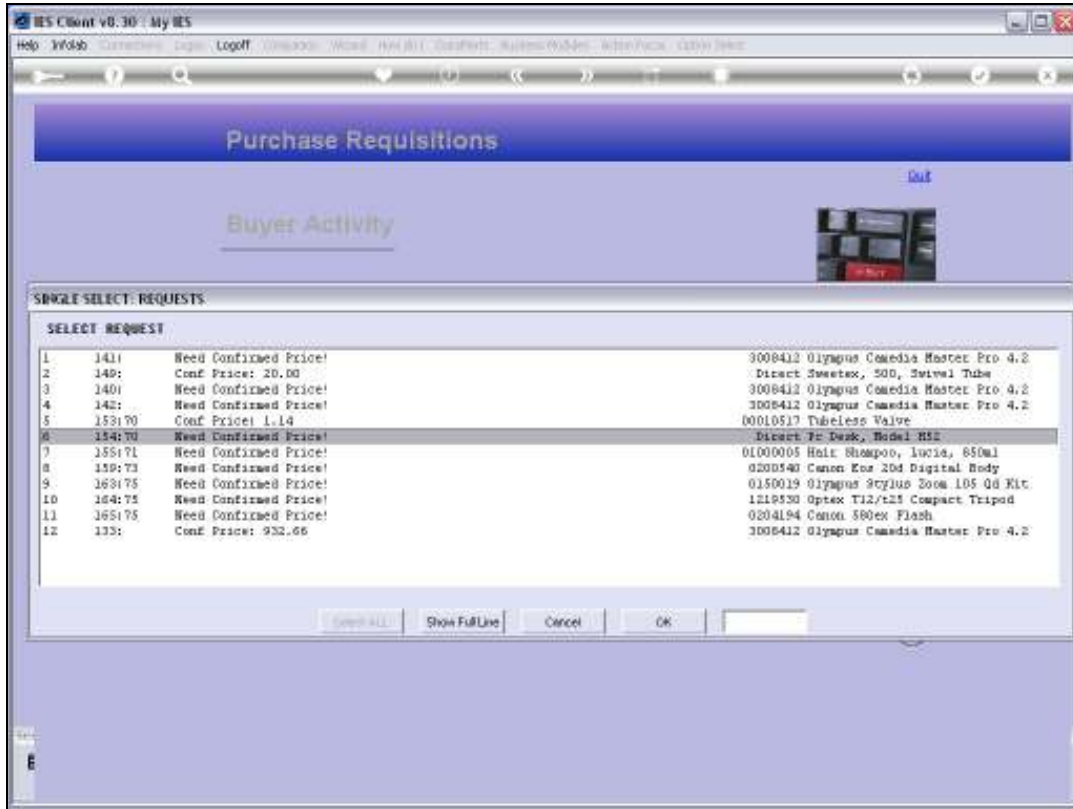 IES Client v8.30 : My IES
Help Infolab Logoff
Purchase Requisitions
Quit
Buyer Activity
SINGLE SELECT: REQUESTS
SELECT REQUEST
1 141: Need Confirmed Price! 3008412 Olympus Camedia Master Pro 4.2
2 149: Conf Price: 20.00 Direct Sweetex, 500, Swivel Tube
3 140: Need Confirmed Price! 3008412 Olympus Camedia Master Pro 4.2
4 142: Need Confirmed Price! 3008412 Olympus Camedia Master Pro 4.2
5 153:70 Conf Price: 1.14 00010517 Tubeless Valve
6 154:70 Need Confirmed Price! Direct Pc Desk, Model M52
7 155:71 Need Confirmed Price! 01000005 Hair Shampoo, Lucia, 850ml
8 159:73 Need Confirmed Price! 0200540 Canon Eos 20d Digital Body
9 163:75 Need Confirmed Price! 0150019 Olympus Stylus Zoom 105 Qd Kit
10 164:75 Need Confirmed Price! 1219530 Optex T12/t25 Compact Tripod
11 165:75 Need Confirmed Price! 0204194 Canon 580ex Flash
12 133: Conf Price: 932.66 3008412 Olympus Camedia Master Pro 4.2
Select ALL Show Full Line Cancel OK